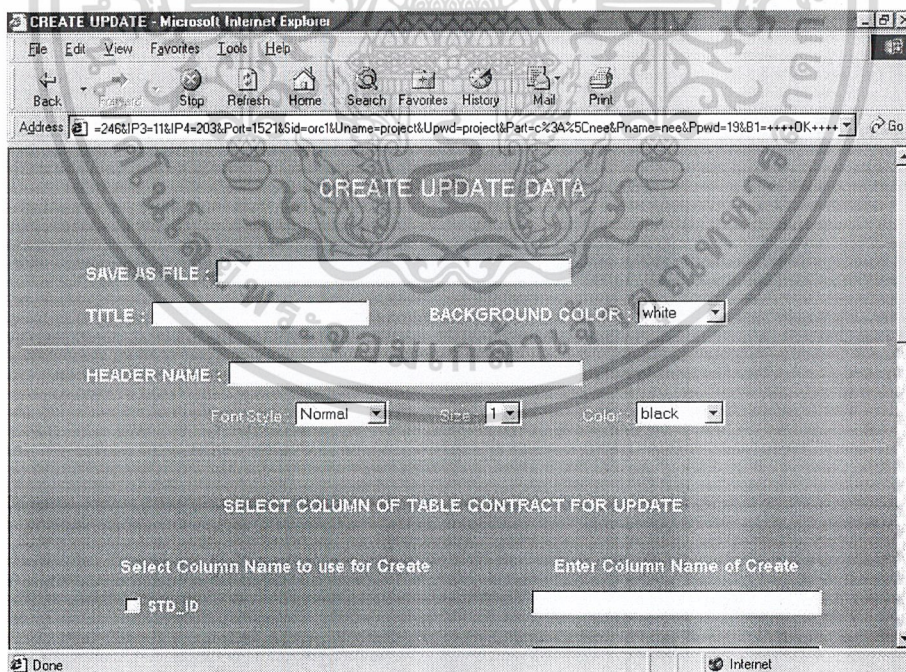 CREATE UPDATE - Microsoft Internet Explorer
File Edit View Favorites Tools Help
Back Forward Stop Refresh Home Search Favorites History Mail Print
Address =246&IP3=11&IP4=203&Port=1521&Sid=orc1&Uname=project&Upwd=project&Part=c%3A%5Cnee&Pname=nee&Ppwd=19&B1=++++OK++++ Go
CREATE UPDATE DATA
SAVE AS FILE :
TITLE : BACKGROUND COLOR : white
HEADER NAME :
Font Style : Normal Size : 1 Color : black
SELECT COLUMN OF TABLE CONTRACT FOR UPDATE
Select Column Name to use for Create Enter Column Name of Create
STD_ID
Done Internet